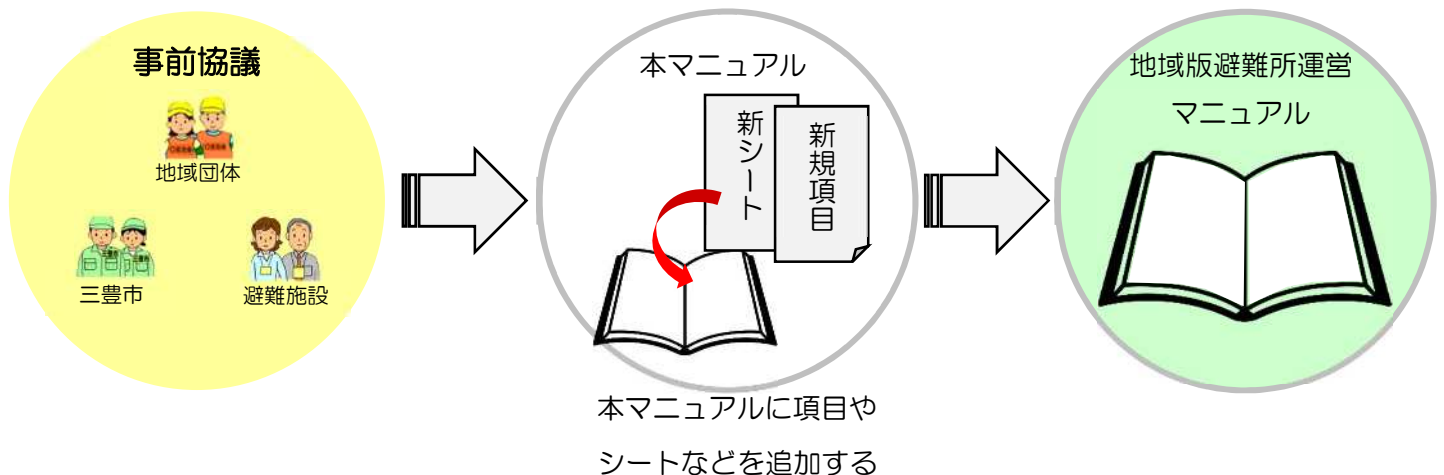 事前協議
地域団体
三豊市
避難施設
本マニュアル
新シート
新規項目
本マニュアルに項目や
シートなどを追加する
地域版避難所運営
マニュアル